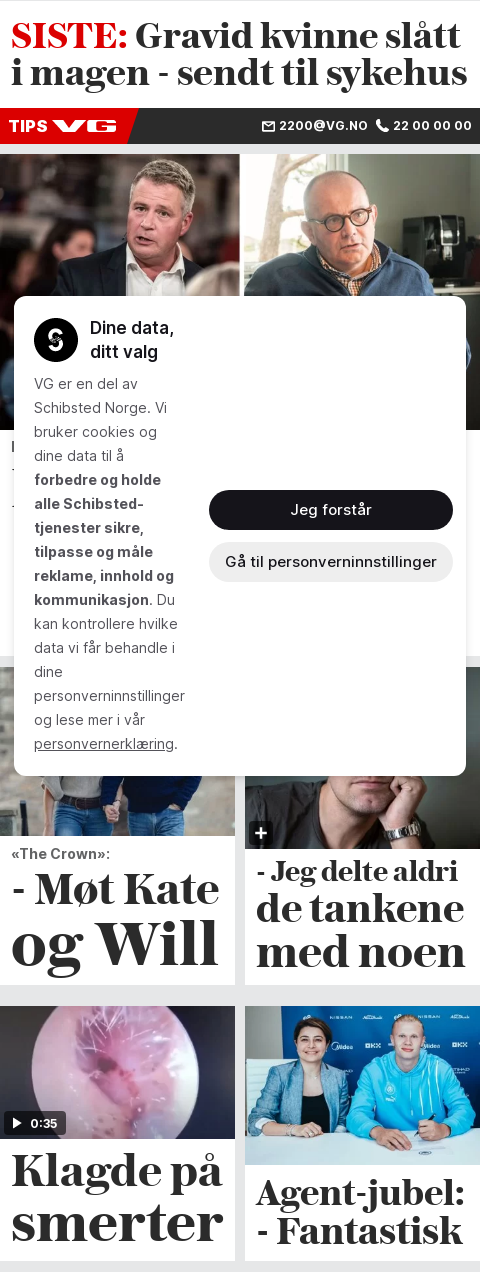 SISTE: Gravid kvinne slått
i magen - sendt til sykehus
TIPS VG
2200@VG.NO 22 00 00 00
Dine data,
ditt valg
VG er en del av
Schibsted Norge. Vi
bruker cookies og
dine data til å
forbedre og holde
alle Schibsted-
tjenester sikre,
tilpasse og måle
reklame, innhold og
kommunikasjon. Du
kan kontrollere hvilke
data vi får behandle i
dine
personverninnstillinger
og lese mer i vår
personvernerklæring.
Jeg forstår
Gå til personverninnstillinger
«The Crown»:
- Møt Kate
og Will
- Jeg delte aldri
de tankene
med noen
0:35
Klagde på
smerter
NISSAN
Midea
OKX
Agent-jubel:
- Fantastisk